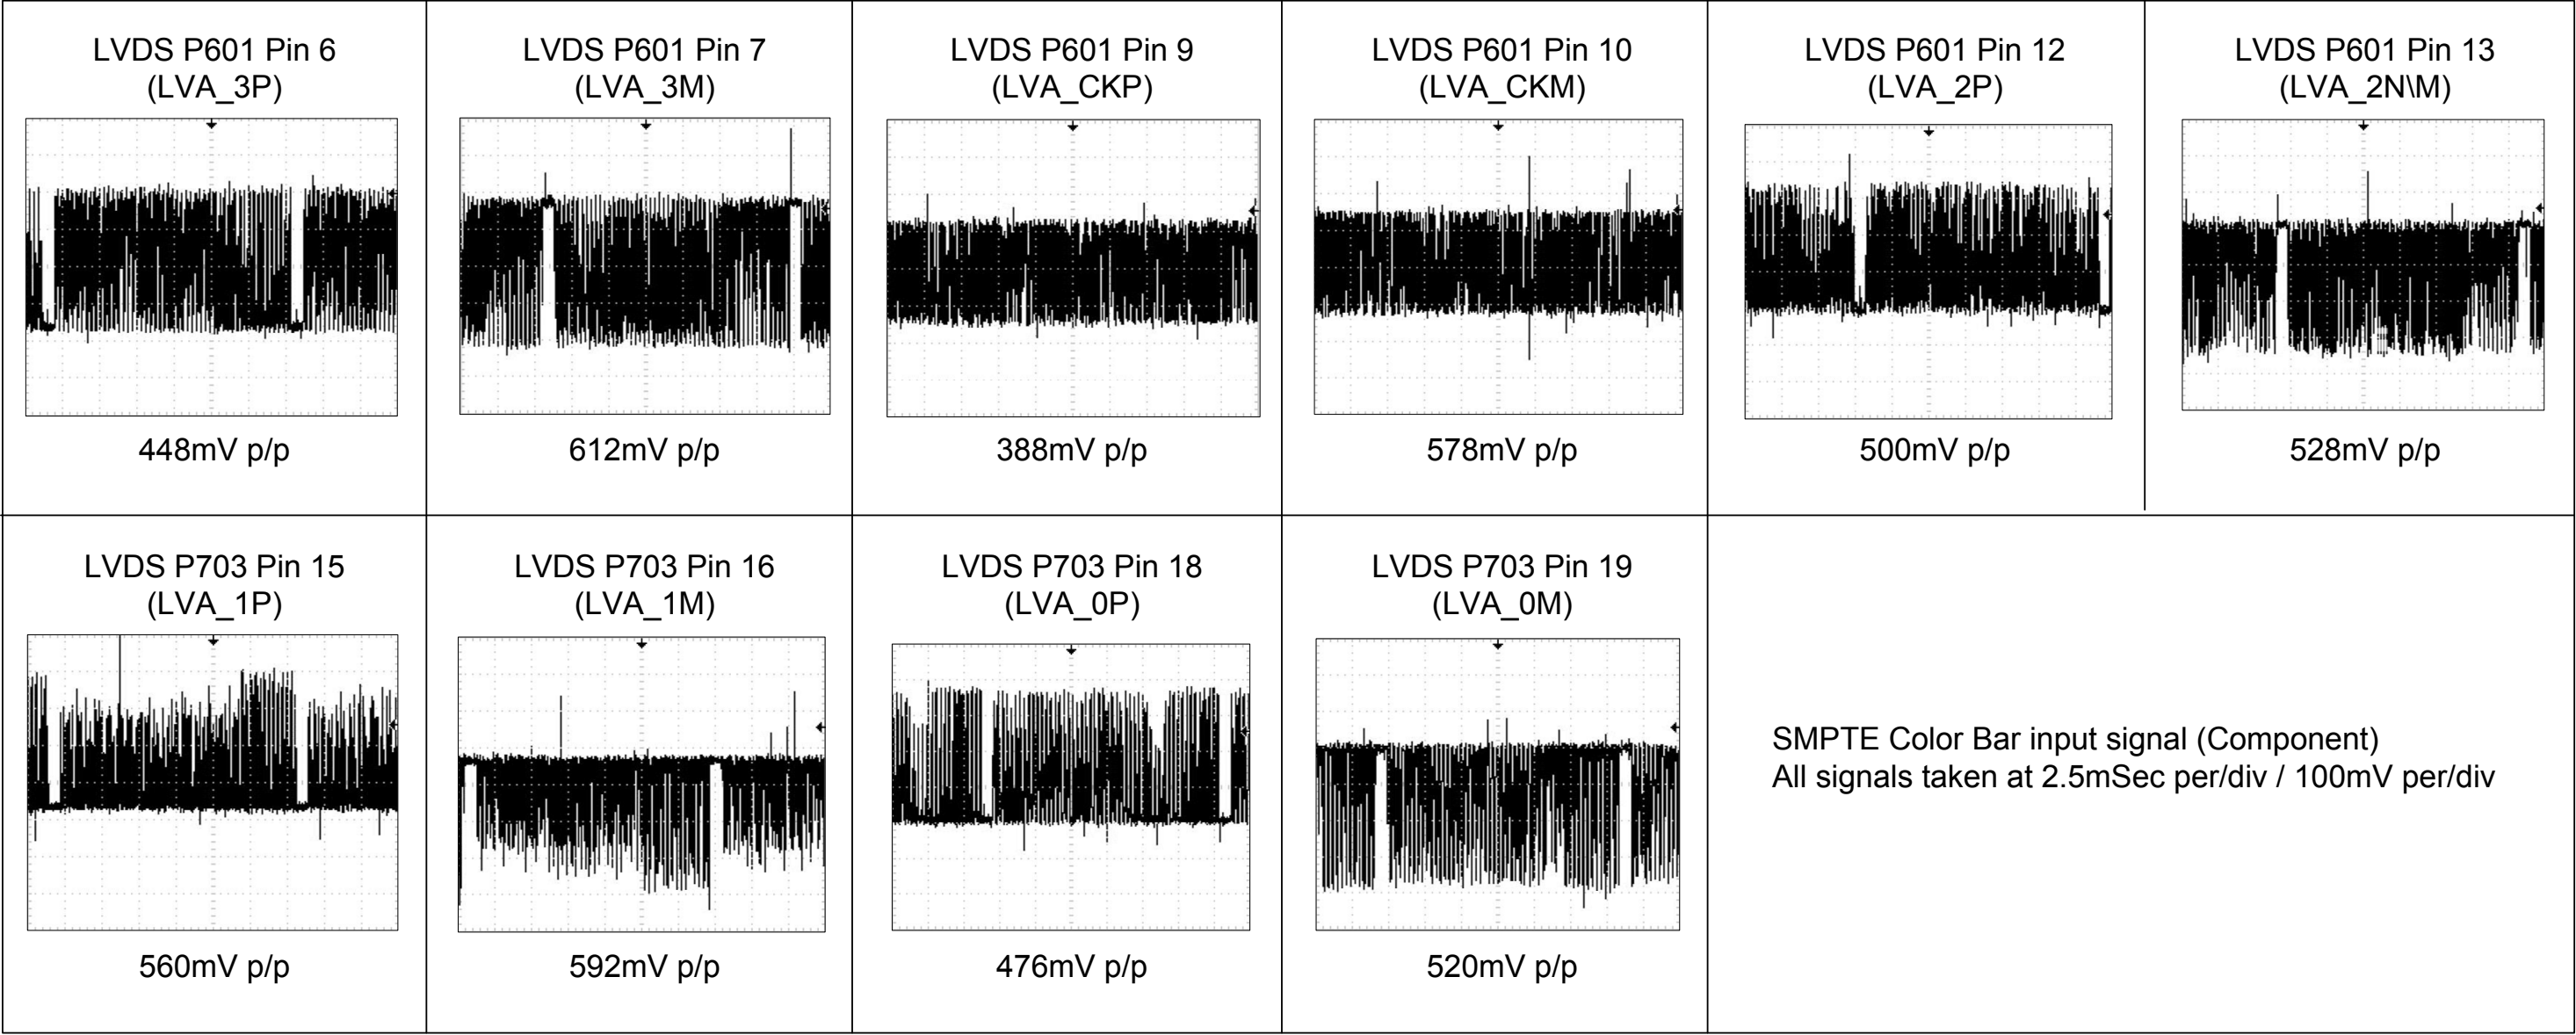 LVDS P601 Pin 6
(LVA_3P)
448mV p/p
LVDS P601 Pin 7
(LVA_3M)
612mV p/p
LVDS P601 Pin 9
(LVA_CKP)
388mV p/p
LVDS P601 Pin 10
(LVA_CKM)
578mV p/p
LVDS P601 Pin 12
(LVA_2P)
500mV p/p
LVDS P601 Pin 13
(LVA_2N\M)
528mV p/p
LVDS P703 Pin 15
(LVA_1P)
560mV p/p
LVDS P703 Pin 16
(LVA_1M)
592mV p/p
LVDS P703 Pin 18
(LVA_0P)
476mV p/p
LVDS P703 Pin 19
(LVA_0M)
520mV p/p
SMPTE Color Bar input signal (Component)
All signals taken at 2.5mSec per/div / 100mV per/div